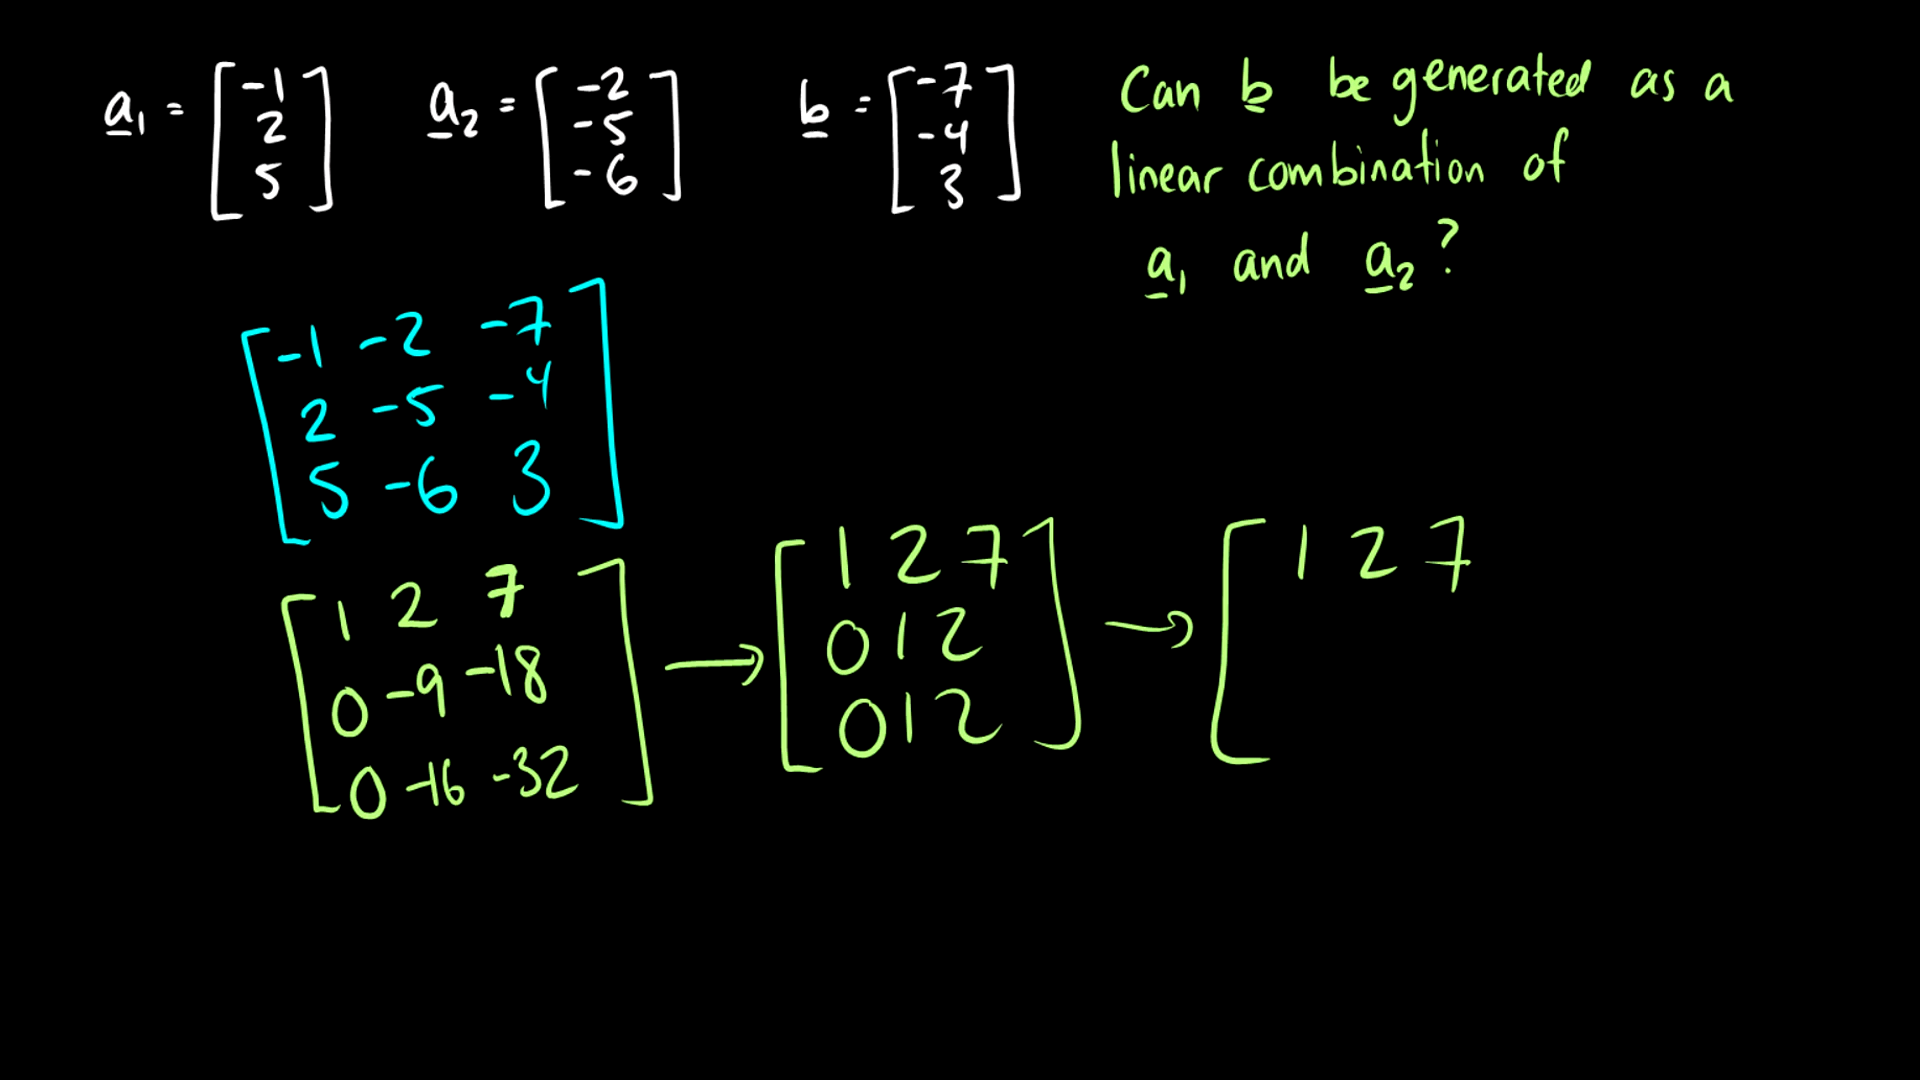 a₁ = [-1 2 5] a₂ = [-2 -5 -6] b = [-7 -4 3]
Can b be generated as a
linear combination of
a₁ and a₂?
-1 -2 -7
2 -5 -4
5 -6 3
1 2 7
0 -9 -18
0 -16 -32
→
1 2 7
0 1 2
0 1 2
→
1 2 7